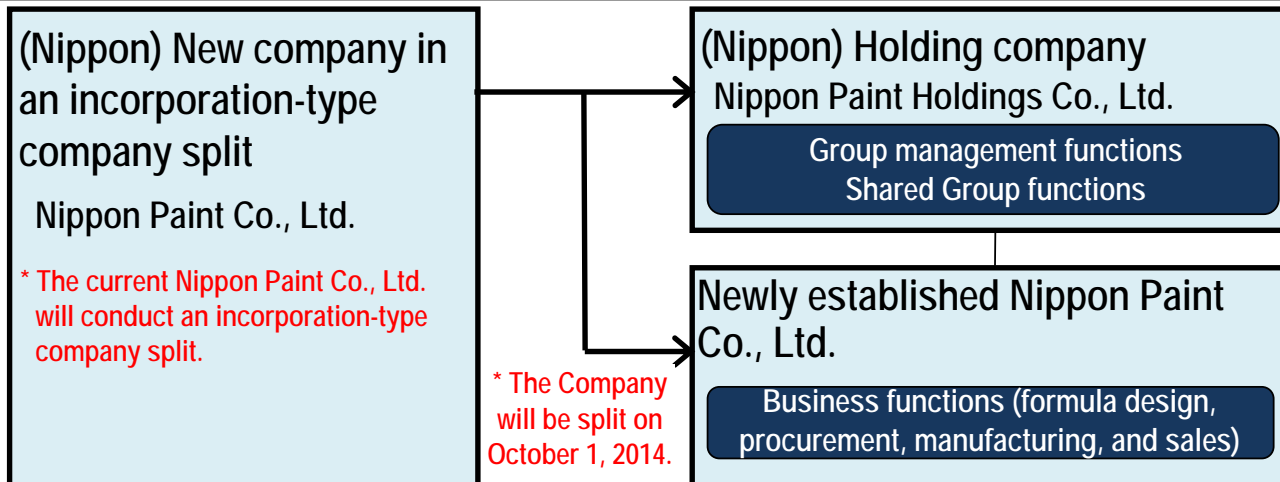 (Nippon) New company in
an incorporation-type
company split
Nippon Paint Co., Ltd.
* The current Nippon Paint Co., Ltd.
will conduct an incorporation-type
company split.
* The Company
will be split on
October 1, 2014.
(Nippon) Holding company
Nippon Paint Holdings Co., Ltd.
Group management functions
Shared Group functions
Newly established Nippon Paint
Co., Ltd.
Business functions (formula design,
procurement, manufacturing, and sales)